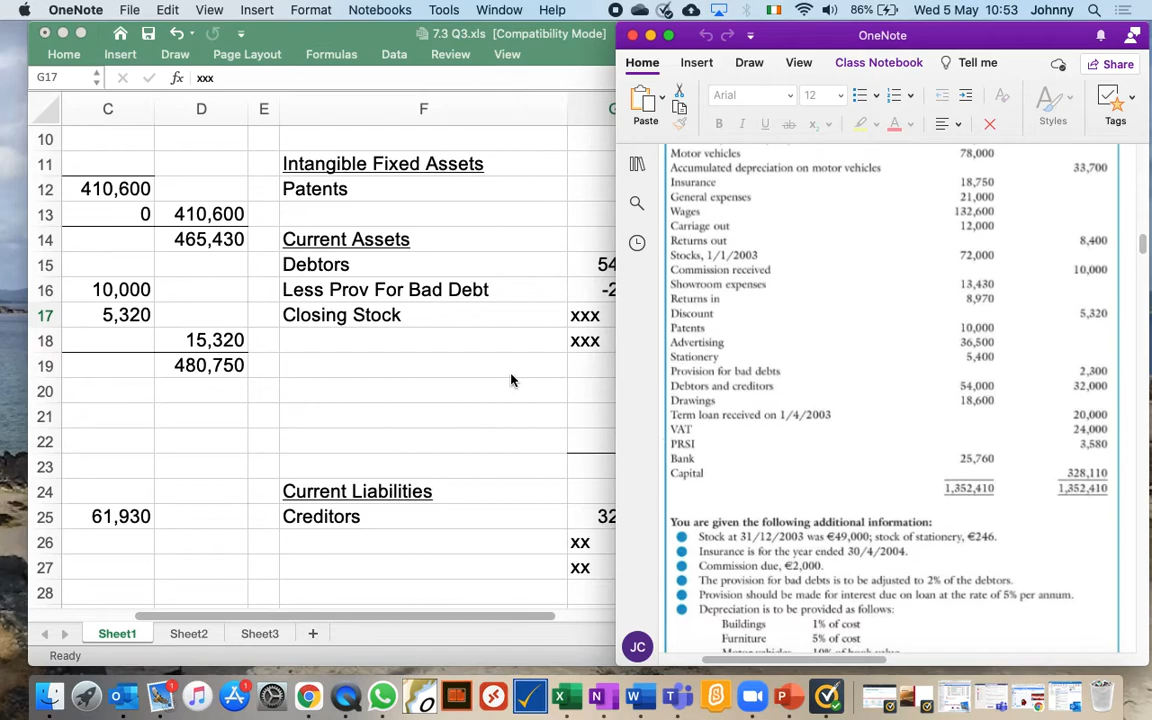 OneNote File Edit View Insert Format Notebooks Tools Window Help 86% Wed 5 May 10:53 Johnny
7.3 Q3.xls [Compatibility Mode]
Home Insert Draw Page Layout Formulas Data Review View
G17 fx xxx
C D E F G
10
11 Intangible Fixed Assets
12 410,600 Patents
13 0 410,600
14 465,430 Current Assets
15 Debtors 54
16 10,000 Less Prov For Bad Debt -2
17 5,320 Closing Stock xxx
18 15,320 xxx
19 480,750
20
21
22
23
24 Current Liabilities
25 61,930 Creditors 32
26 xx
27 xx
28
Sheet1 Sheet2 Sheet3 +
Ready
OneNote
Home Insert Draw View Class Notebook Tell me Share
Paste Arial 12 Styles Tags
B I U ab x A
Motor vehicles 78,000
Accumulated depreciation on motor vehicles 33,700
Insurance 18,750
General expenses 21,000
Wages 132,600
Carriage out 12,000
Returns out 8,400
Stocks, 1/1/2003 72,000
Commission received 10,000
Showroom expenses 13,430
Returns in 8,970
Discount 5,320
Patents 10,000
Advertising 36,500
Stationery 5,400
Provision for bad debts 2,300
Debtors and creditors 54,000 32,000
Drawings 18,600
Term loan received on 1/4/2003 20,000
VAT 24,000
PRSI 3,580
Bank 25,760
Capital 328,110
1,352,410 1,352,410
You are given the following additional information:
Stock at 31/12/2003 was €49,000; stock of stationery, €246.
Insurance is for the year ended 30/4/2004.
Commission due, €2,000.
The provision for bad debts is to be adjusted to 2% of the debtors.
Provision should be made for interest due on loan at the rate of 5% per annum.
Depreciation is to be provided as follows:
Buildings 1% of cost
Furniture 5% of cost
Motor vehicles 10% of book value
JC